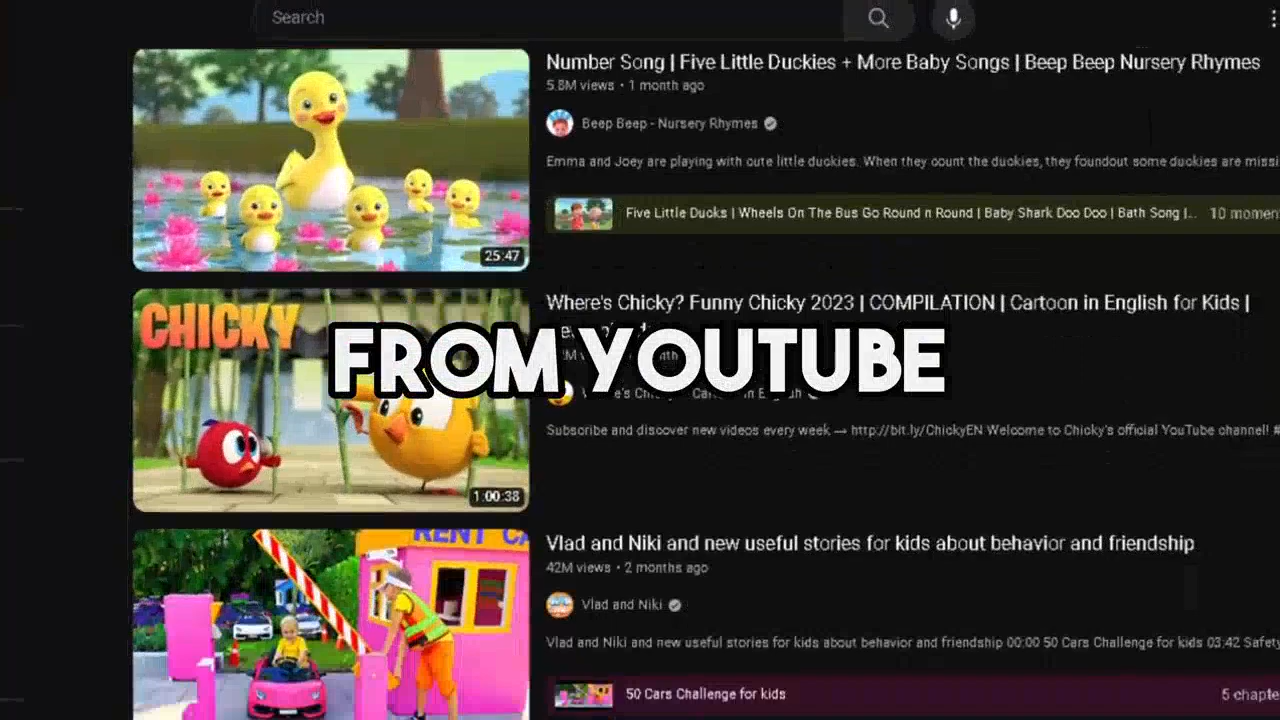 Search
Number Song | Five Little Duckies + More Baby Songs | Beep Beep Nursery Rhymes
5.8M views • 1 month ago
Beep Beep - Nursery Rhymes
Emma and Joey are playing with cute little duckies. When they count the duckies, they foundout some duckies are missi
Five Little Ducks | Wheels On The Bus Go Round n Round | Baby Shark Doo Doo | Bath Song |... 10 momen
25:47
CHICKY
Where's Chicky? Funny Chicky 2023 | COMPILATION | Cartoon in English for Kids |
FROM YOUTUBE
Subscribe and discover new videos every week → http://bit.ly/ChickyEN Welcome to Chicky's official YouTube channel! #
1:00:38
RENT CA
Vlad and Niki and new useful stories for kids about behavior and friendship
42M views • 2 months ago
Vlad and Niki
Vlad and Niki and new useful stories for kids about behavior and friendship 00:00 50 Cars Challenge for kids 03:42 Safety
50 Cars Challenge for kids 5 chapte